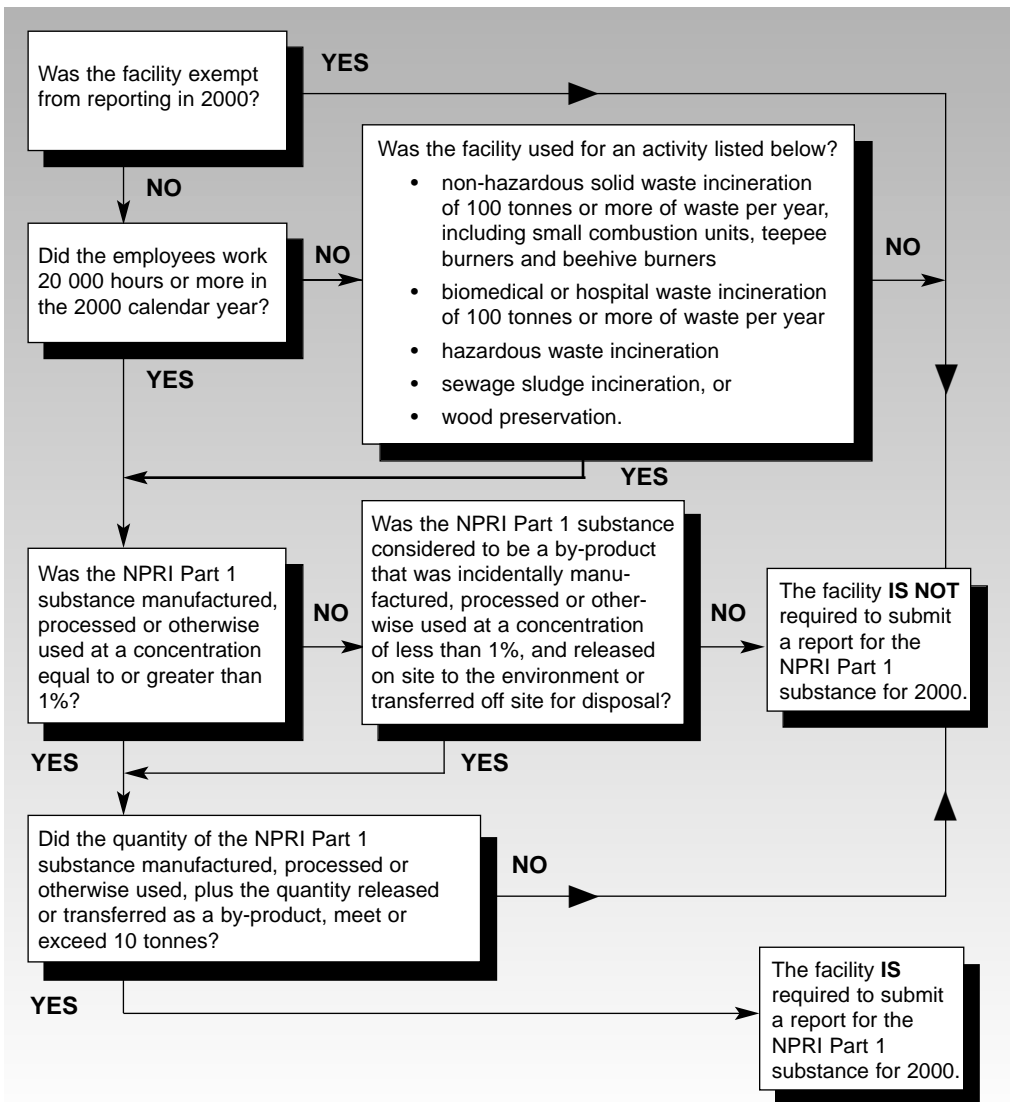 Was the facility exempt
from reporting in 2000?
YES
NO
Did the employees work
20 000 hours or more in
the 2000 calendar year?
NO
YES
Was the facility used for an activity listed below?
• non-hazardous solid waste incineration
of 100 tonnes or more of waste per year,
including small combustion units, teepee
burners and beehive burners
• biomedical or hospital waste incineration
of 100 tonnes or more of waste per year
• hazardous waste incineration
• sewage sludge incineration, or
• wood preservation.
NO
YES
Was the NPRI Part 1
substance manufactured,
processed or otherwise
used at a concentration
equal to or greater than
1%?
NO
YES
Was the NPRI Part 1 substance
considered to be a by-product
that was incidentally manu-
factured, processed or other-
wise used at a concentration
of less than 1%, and released
on site to the environment or
transferred off site for disposal?
NO
YES
The facility IS NOT
required to submit
a report for the
NPRI Part 1
substance for 2000.
Did the quantity of the NPRI Part 1
substance manufactured, processed or
otherwise used, plus the quantity released
or transferred as a by-product, meet or
exceed 10 tonnes?
NO
YES
The facility IS
required to submit
a report for the
NPRI Part 1
substance for 2000.